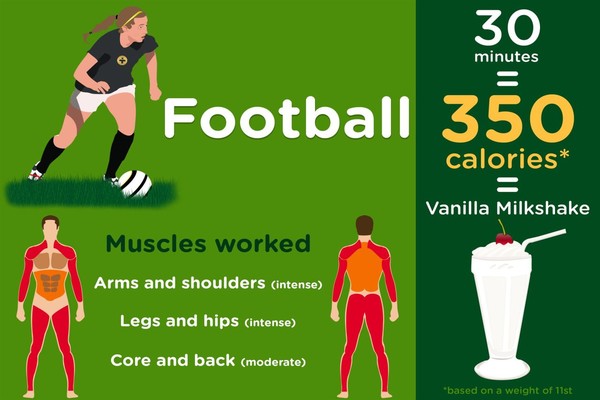 Football
Muscles worked
Arms and shoulders (intense)
Legs and hips (intense)
Core and back (moderate)
30
minutes
=
350
calories*
=
Vanilla Milkshake
*based on a weight of 11st